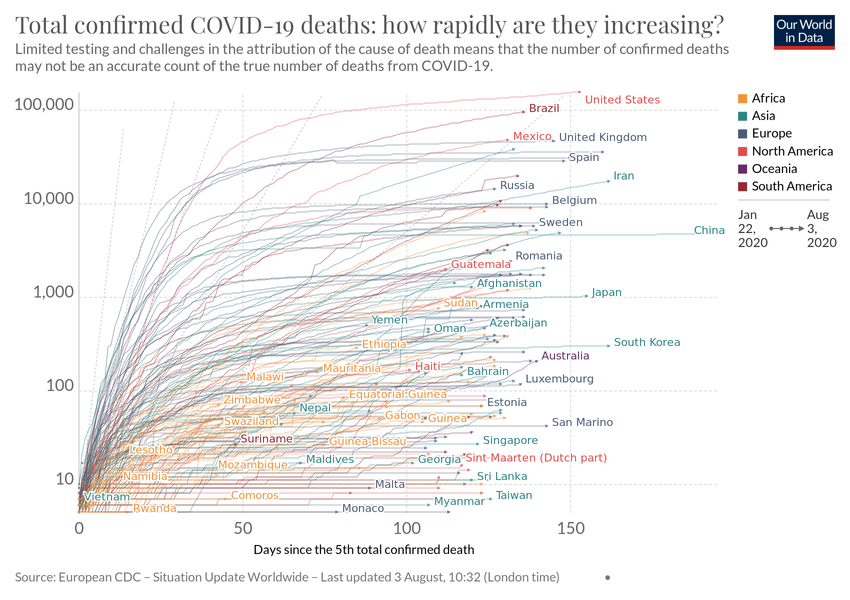 Total confirmed COVID-19 deaths: how rapidly are they increasing?
Our World
in Data
Limited testing and challenges in the attribution of the cause of death means that the number of confirmed deaths
may not be an accurate count of the true number of deaths from COVID-19.
100,000
10,000
1,000
100
10
0
50
100
150
Days since the 5th total confirmed death
United States
Brazil
Mexico
United Kingdom
Spain
Iran
Russia
Belgium
Sweden
China
Romania
Guatemala
Afghanistan
Japan
Sudan
Armenia
Yemen
Oman
Azerbaijan
Ethiopia
South Korea
Australia
Mauritania
Haiti
Bahrain
Malawi
Luxembourg
Equatorial Guinea
Zimbabwe
Estonia
Nepal
Gabon
Guinea
Swaziland
San Marino
Suriname
Guinea-Bissau
Singapore
Lesotho
Maldives
Georgia
Sint Maarten (Dutch part)
Mozambique
Namibia
Sri Lanka
Malta
Vietnam
Comoros
Taiwan
Myanmar
Rwanda
Monaco
Africa
Asia
Europe
North America
Oceania
South America
Jan
22,
2020
Aug
3,
2020
Source: European CDC – Situation Update Worldwide – Last updated 3 August, 10:32 (London time)